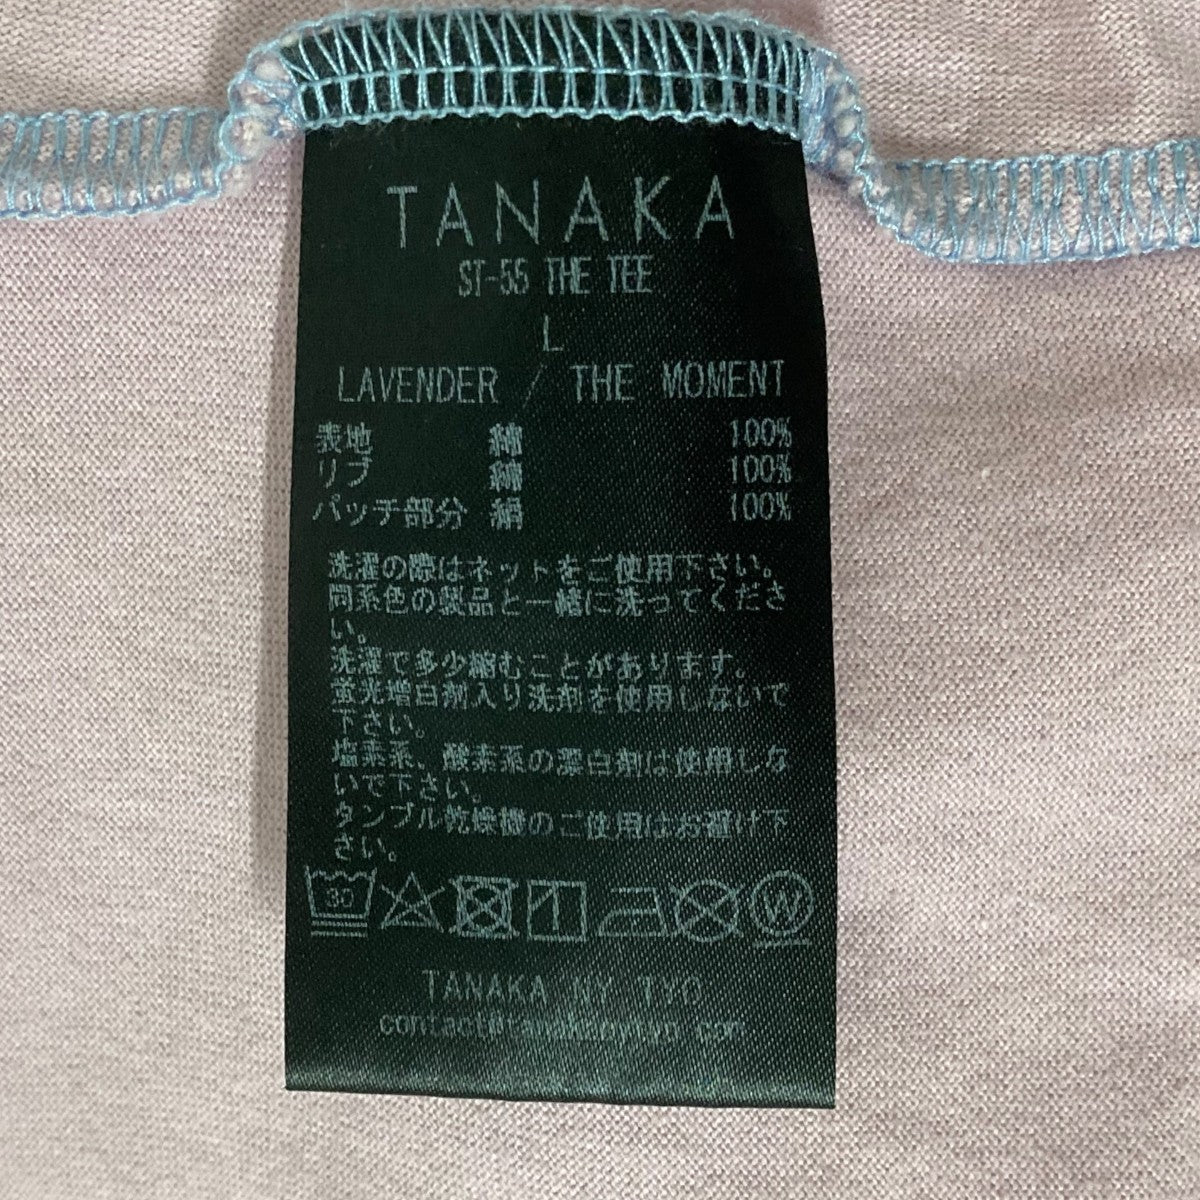 TANAKA
ST-55 THE TEE
L
LAVENDER / THE MOMENT
表地 綿 100%
リブ 綿 100%
パッチ部分 絹 100%
洗濯の際はネットをご使用下さい。
同系色の製品と一緒に洗ってくださ
い。
洗濯で多少縮むことがあります。
蛍光増白剤入り洗剤を使用しないで
下さい。
塩素系、酸素系の漂白剤は使用しな
いで下さい。
タンブル乾燥機のご使用はお避け下
さい。
30
W
TANAKA NY TYO
contact@tanakanytyo.com